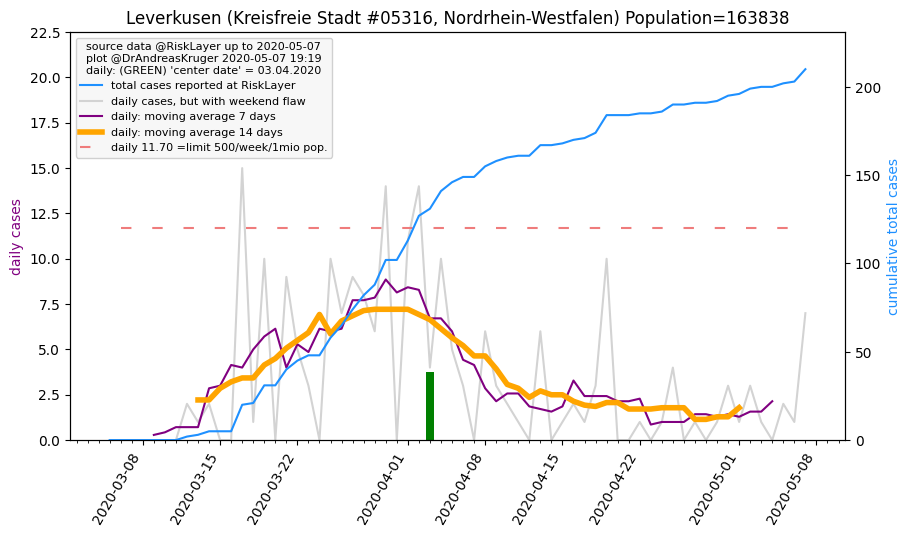 Leverkusen (Kreisfreie Stadt #05316, Nordrhein-Westfalen) Population=163838
source data @RiskLayer up to 2020-05-07
plot @DrAndreasKruger 2020-05-07 19:19
daily: (GREEN) 'center date' = 03.04.2020
total cases reported at RiskLayer
daily cases, but with weekend flaw
daily: moving average 7 days
daily: moving average 14 days
daily 11.70 =limit 500/week/1mio pop.
daily cases
22.5
20.0
17.5
15.0
12.5
10.0
7.5
5.0
2.5
0.0
200
150
100
50
0
cumulative total cases
2020-03-08
2020-03-15
2020-03-22
2020-04-01
2020-04-08
2020-04-15
2020-04-22
2020-05-01
2020-05-08